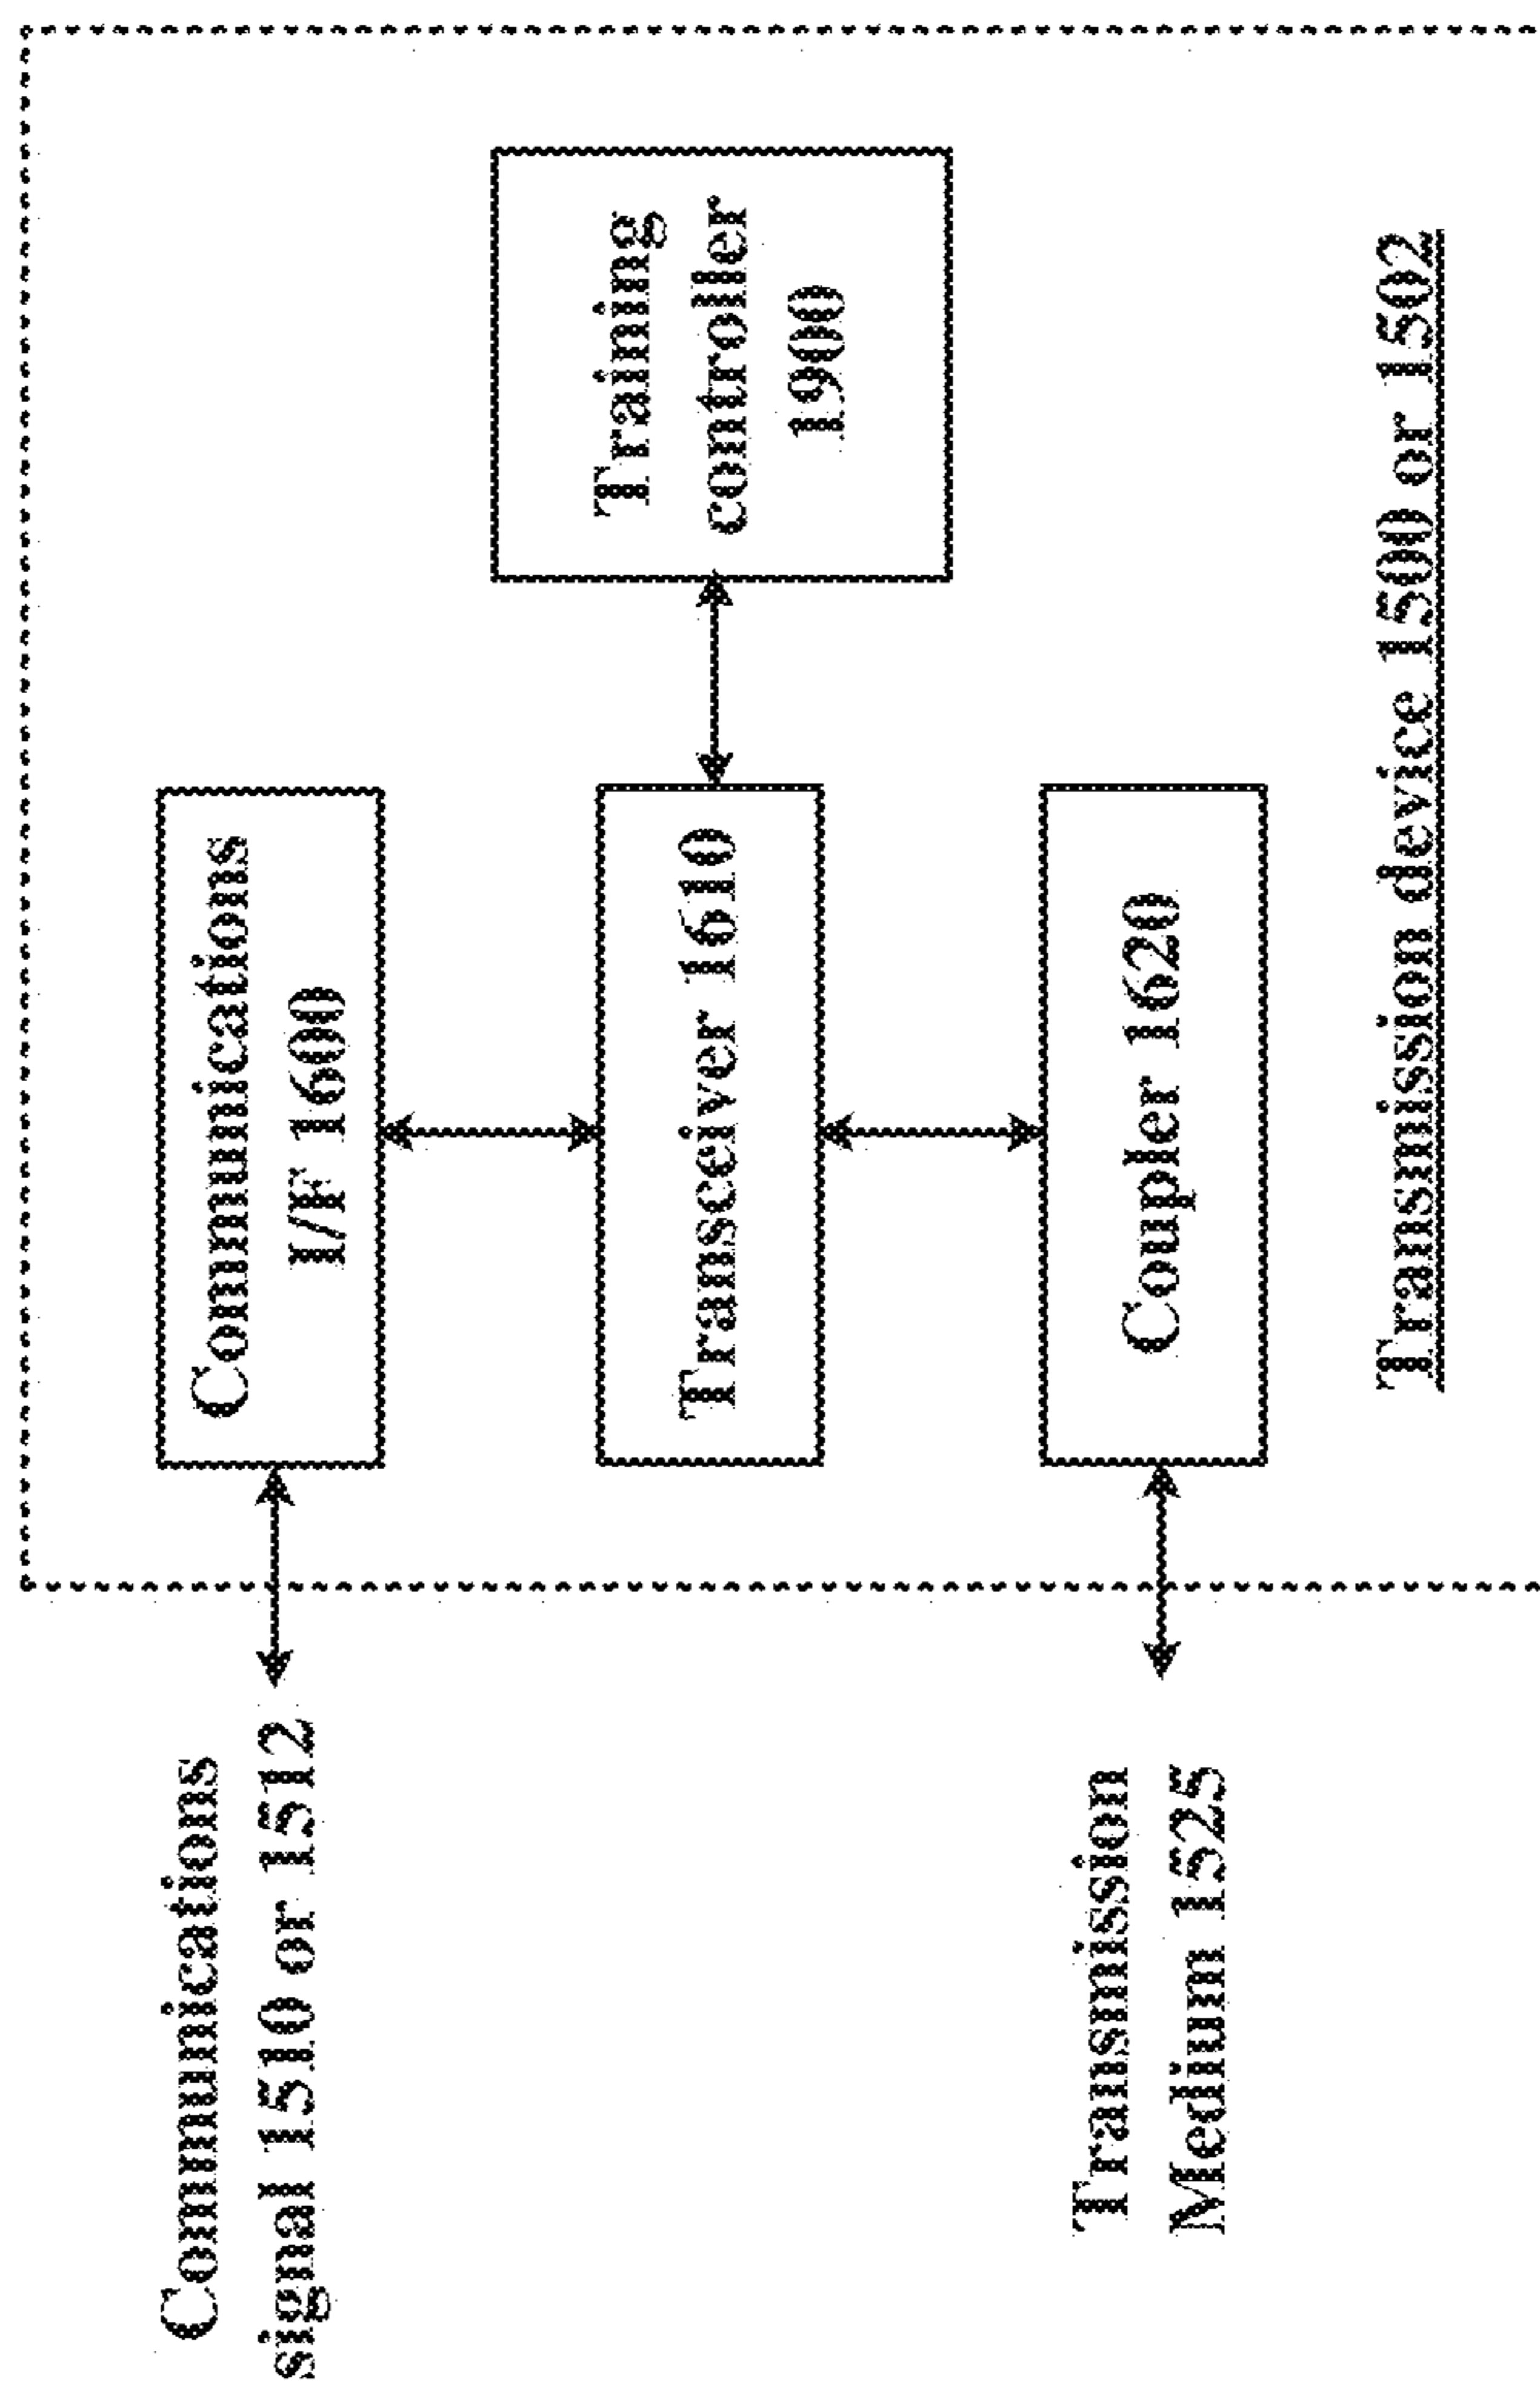 Communications
signal 1510 or 1512
Communications
I/F 1600
Transceiver 1610
Training
controller
1900
Coupler 1620
Transmission
Medium 1525
Transmission device 1500 or 1502